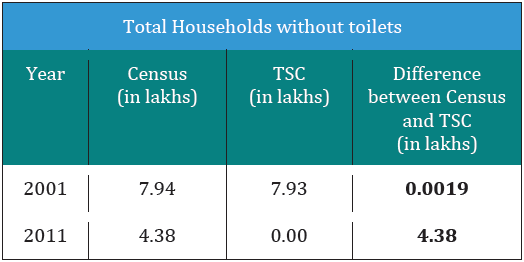 Total Households without toilets
Year Census TSC Difference
(in lakhs) (in lakhs) between Census
and TSC
(in lakhs)
2001 7.94 7.93 0.0019
2011 4.38 0.00 4.38